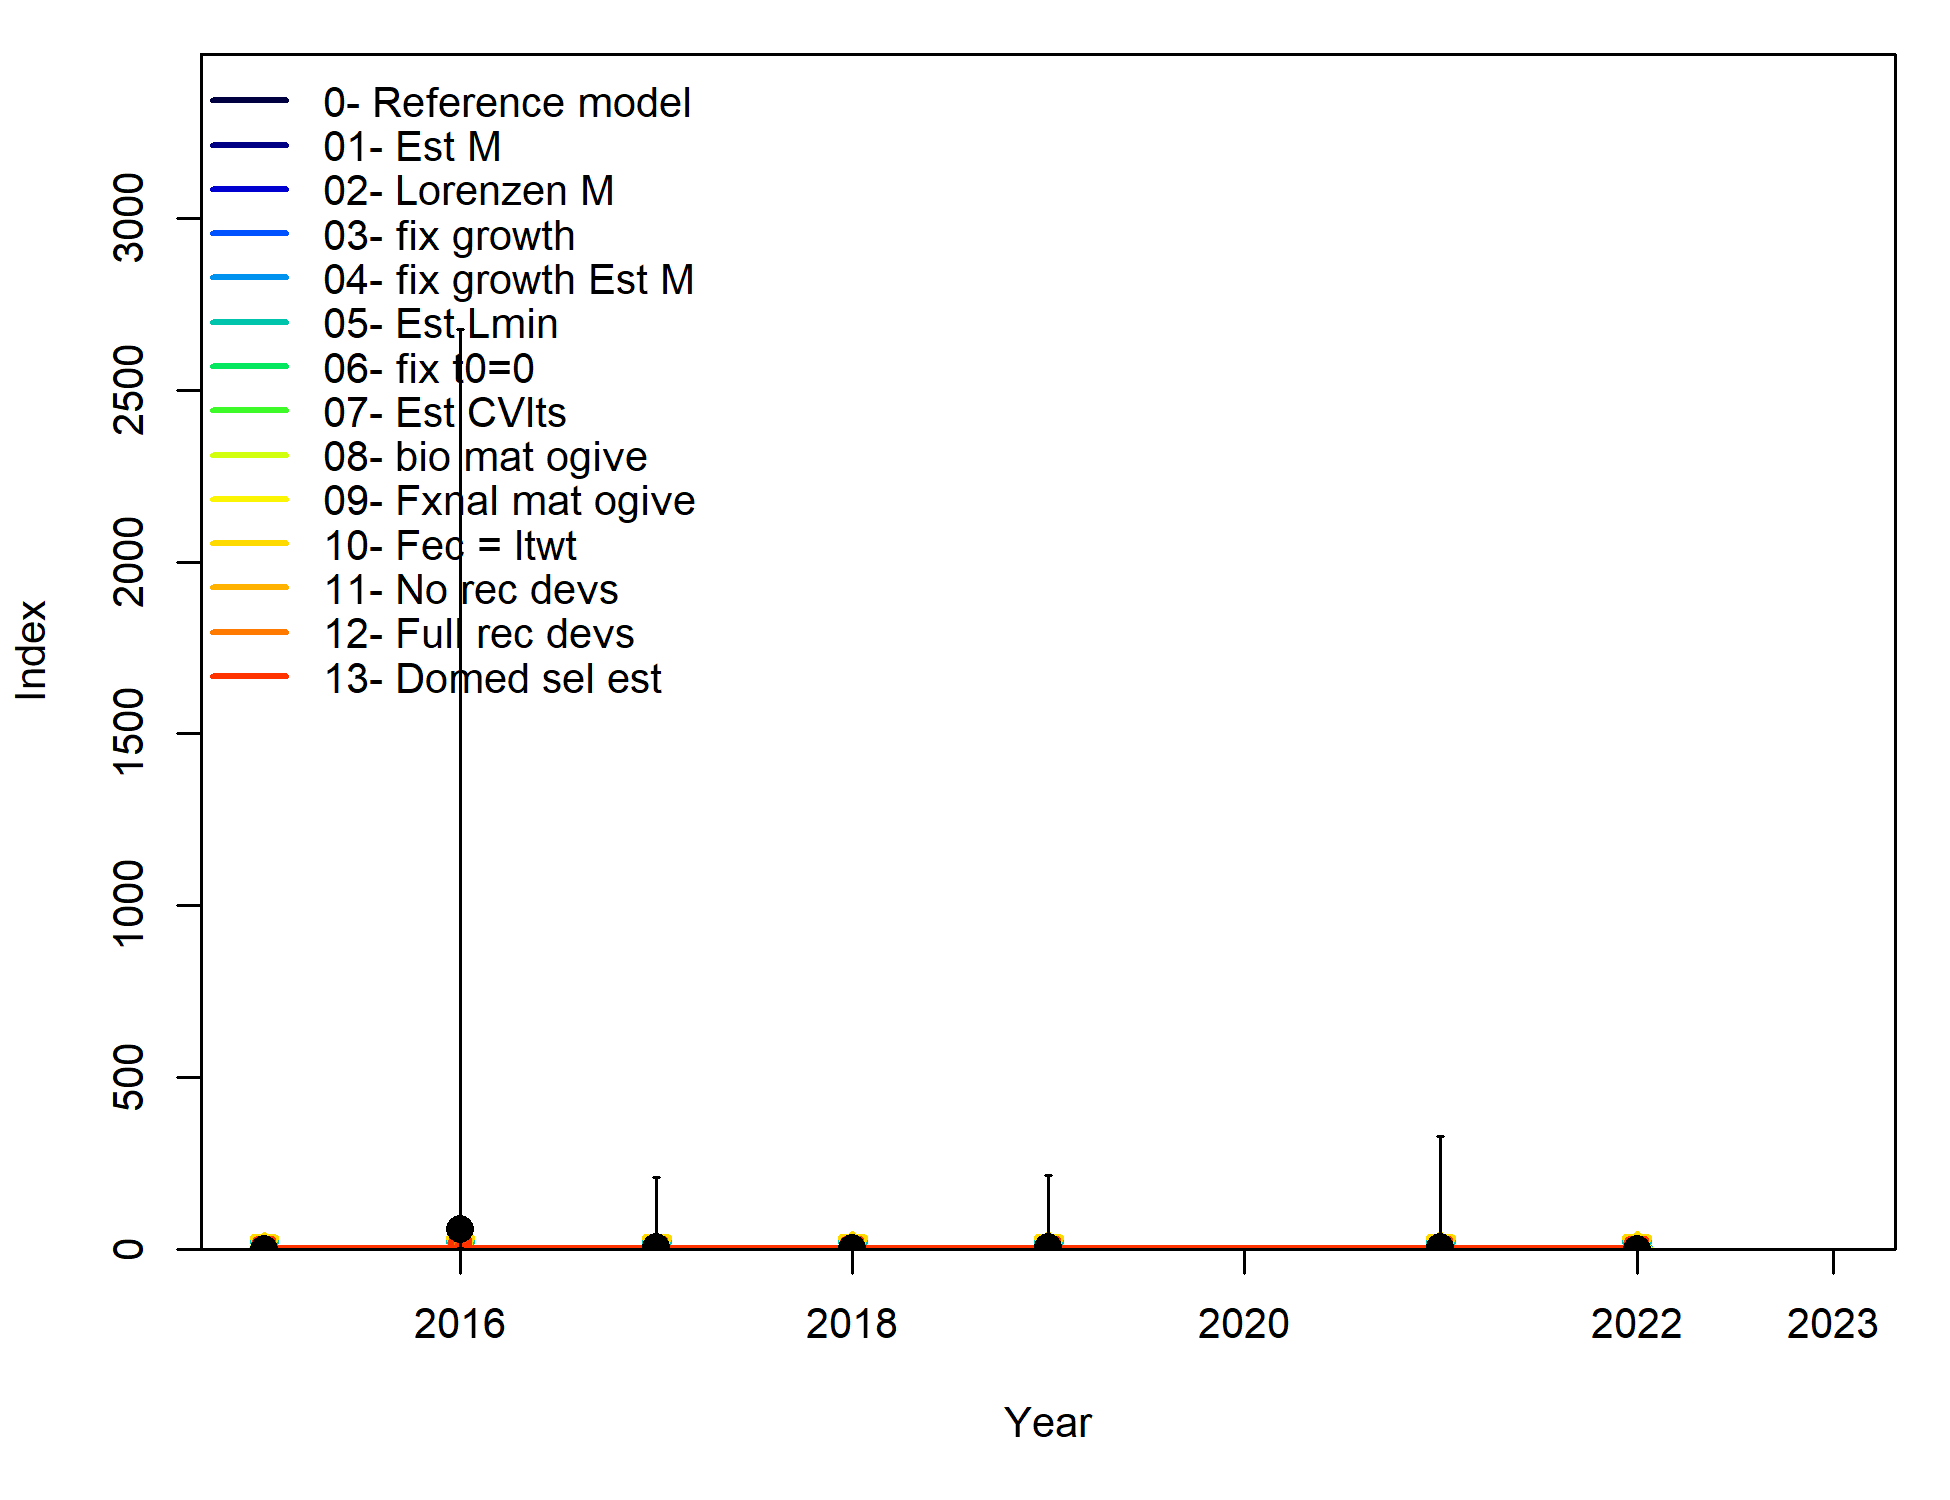 0- Reference model
01- Est M
02- Lorenzen M
03- fix growth
04- fix growth Est M
05- Est Lmin
06- fix t0=0
07- Est CVlts
08- bio mat ogive
09- Fxnal mat ogive
10- Fec = ltwt
11- No rec devs
12- Full rec devs
13- Domed sel est
3000
2500
2000
1500
1000
500
0
Index
2016 2018 2020 2022 2023
Year